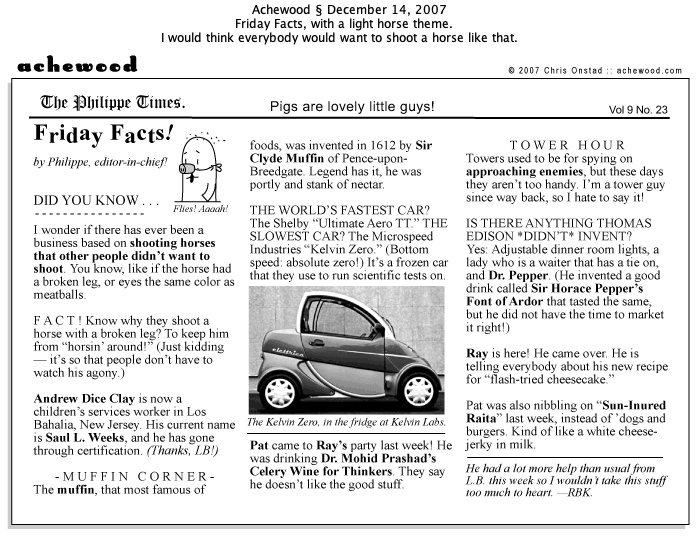 Achewood § December 14, 2007
Friday Facts, with a light horse theme.
I would think everybody would want to shoot a horse like that.
achewood
© 2007 Chris Onstad :: achewood.com
The Philippe Times.
Pigs are lovely little guys!
Vol 9 No. 23
Friday Facts!
by Philippe, editor-in-chief!
Flies! Aaaah!
DID YOU KNOW . . .
- - - - - - - - - - - - - - - -
I wonder if there has ever been a
business based on shooting horses
that other people didn't want to
shoot. You know, like if the horse had
a broken leg, or eyes the same color as
meatballs.
F A C T ! Know why they shoot a
horse with a broken leg? To keep him
from "horsin' around!" (Just kidding
— it's so that people don't have to
watch his agony.)
Andrew Dice Clay is now a
children's services worker in Los
Bahalia, New Jersey. His current name
is Saul L. Weeks, and he has gone
through certification. (Thanks, LB!)
- M U F F I N  C O R N E R -
The muffin, that most famous of
foods, was invented in 1612 by Sir
Clyde Muffin of Pence-upon-
Breedgate. Legend has it, he was
portly and stank of nectar.
THE WORLD'S FASTEST CAR?
The Shelby "Ultimate Aero TT." THE
SLOWEST CAR? The Microspeed
Industries "Kelvin Zero." (Bottom
speed: absolute zero!) It's a frozen car
that they use to run scientific tests on.
elettrica
The Kelvin Zero, in the fridge at Kelvin Labs.
Pat came to Ray's party last week! He
was drinking Dr. Mohid Prashad's
Celery Wine for Thinkers. They say
he doesn't like the good stuff.
T O W E R  H O U R
Towers used to be for spying on
approaching enemies, but these days
they aren't too handy. I'm a tower guy
since way back, so I hate to say it!
IS THERE ANYTHING THOMAS
EDISON *DIDN'T* INVENT?
Yes: Adjustable dinner room lights, a
lady who is a waiter that has a tie on,
and Dr. Pepper. (He invented a good
drink called Sir Horace Pepper's
Font of Ardor that tasted the same,
but he did not have the time to market
it right!)
Ray is here! He came over. He is
telling everybody about his new recipe
for "flash-tried cheesecake."
Pat was also nibbling on "Sun-Inured
Raita" last week, instead of 'dogs and
burgers. Kind of like a white cheese-
jerky in milk.
He had a lot more help than usual from
L.B. this week so I wouldn't take this stuff
too much to heart. —RBK.